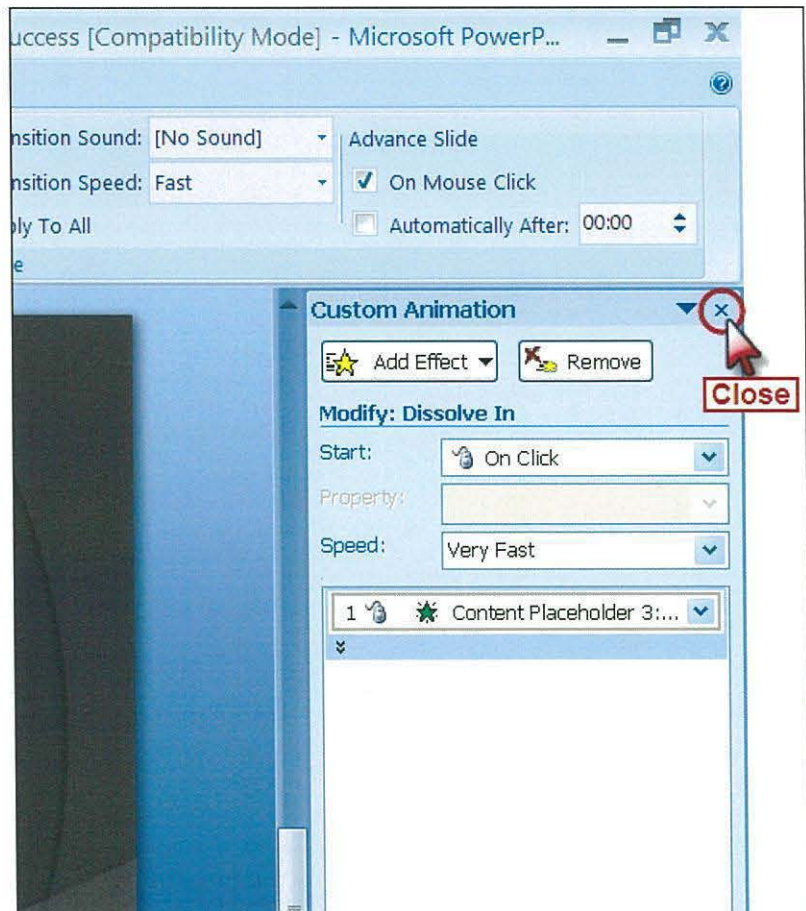 uccess [Compatibility Mode] - Microsoft PowerP...
nsition Sound: [No Sound]
Advance Slide
nsition Speed: Fast
On Mouse Click
ply To All
Automatically After: 00:00
e
Custom Animation
Add Effect
Remove
Close
Modify: Dissolve In
Start: On Click
Property:
Speed: Very Fast
1 Content Placeholder 3:...